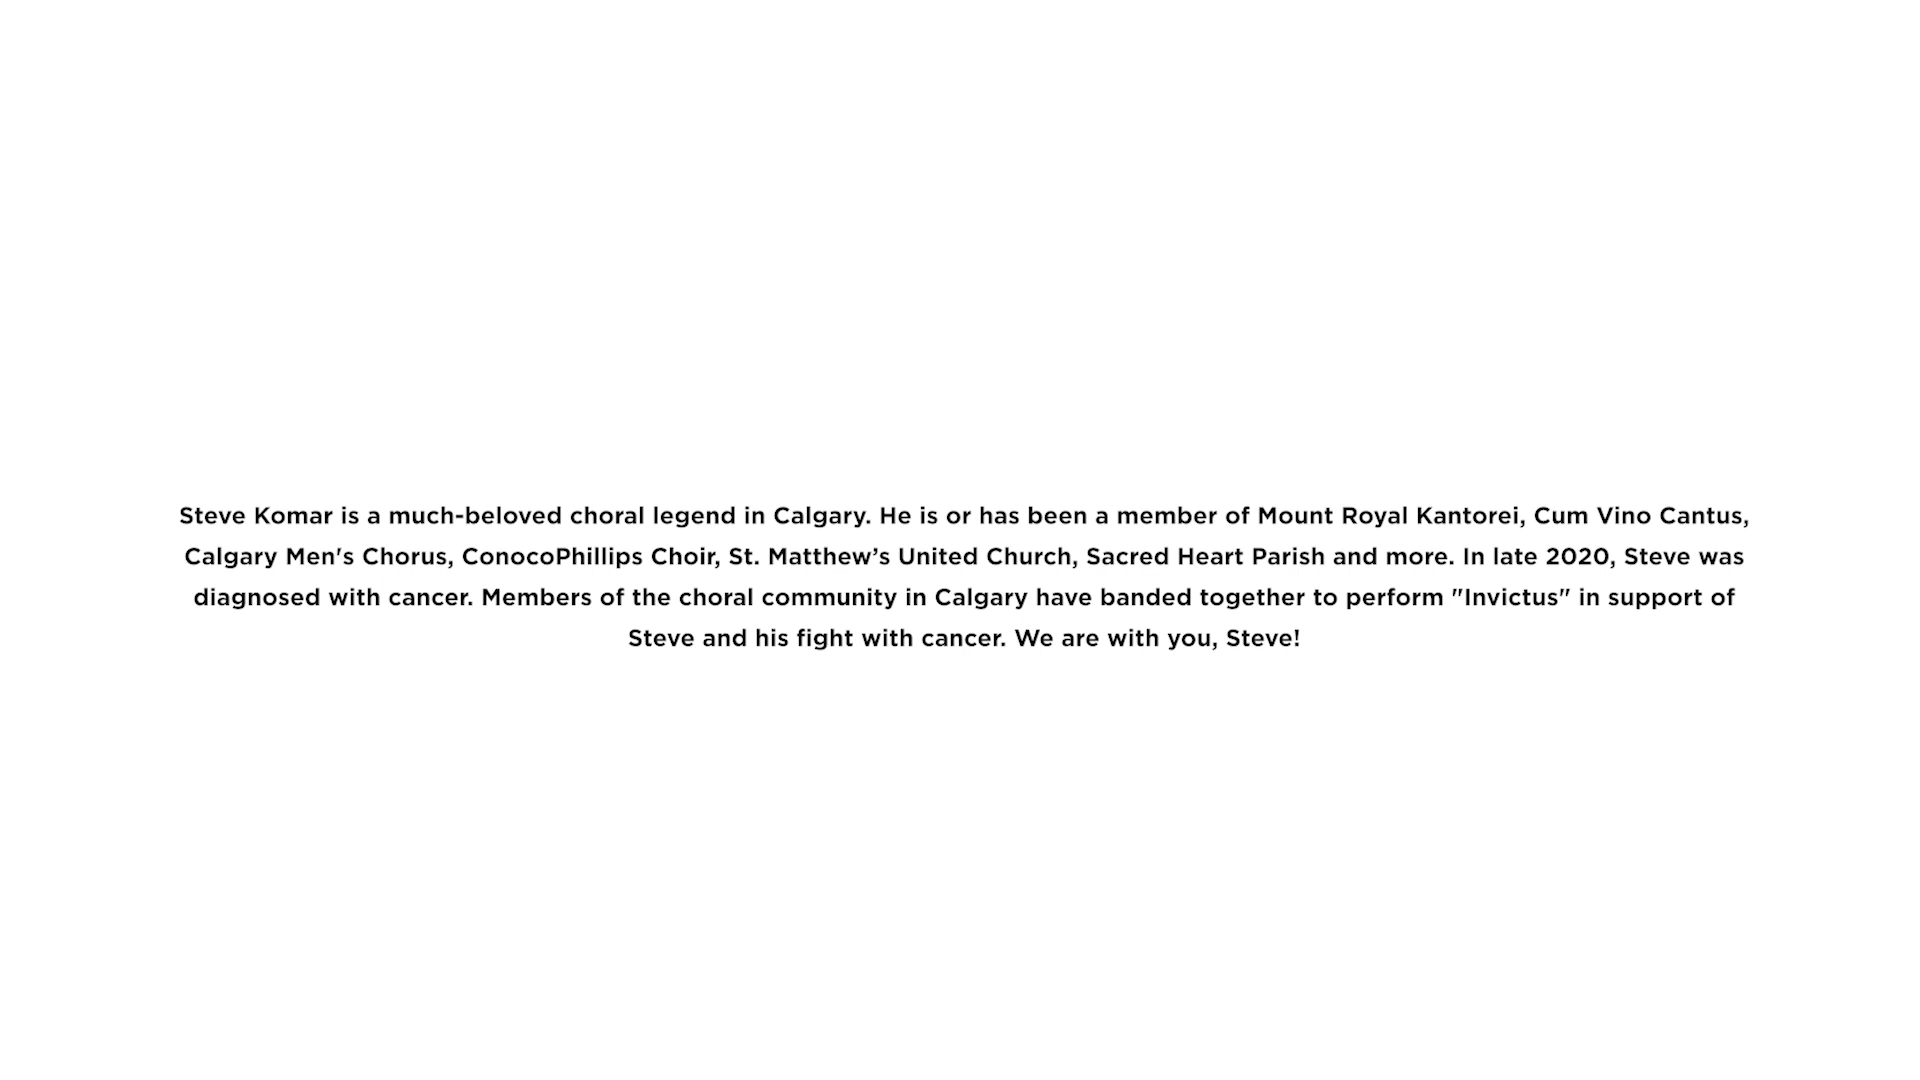 Steve Komar is a much-beloved choral legend in Calgary. He is or has been a member of Mount Royal Kantorei, Cum Vino Cantus,
Calgary Men's Chorus, ConocoPhillips Choir, St. Matthew’s United Church, Sacred Heart Parish and more. In late 2020, Steve was
diagnosed with cancer. Members of the choral community in Calgary have banded together to perform "Invictus" in support of
Steve and his fight with cancer. We are with you, Steve!